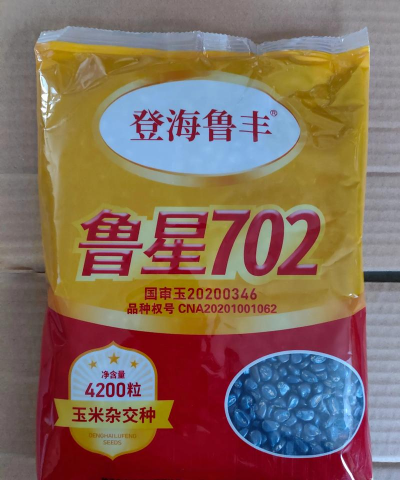 登海鲁丰®
鲁星702
国审玉20200346
品种权号 CNA20201001062
净含量
4200粒
玉米杂交种
DENGHAILUFENG
SEEDS